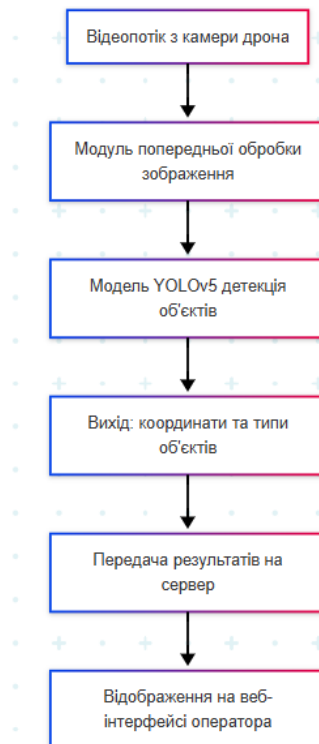 Відеопотік з камери дрона
Модуль попередньої обробки
зображення
Модель YOLOv5 детекція
об'єктів
Вихід: координати та типи
об'єктів
Передача результатів на
сервер
Відображення на веб-
інтерфейсі оператора